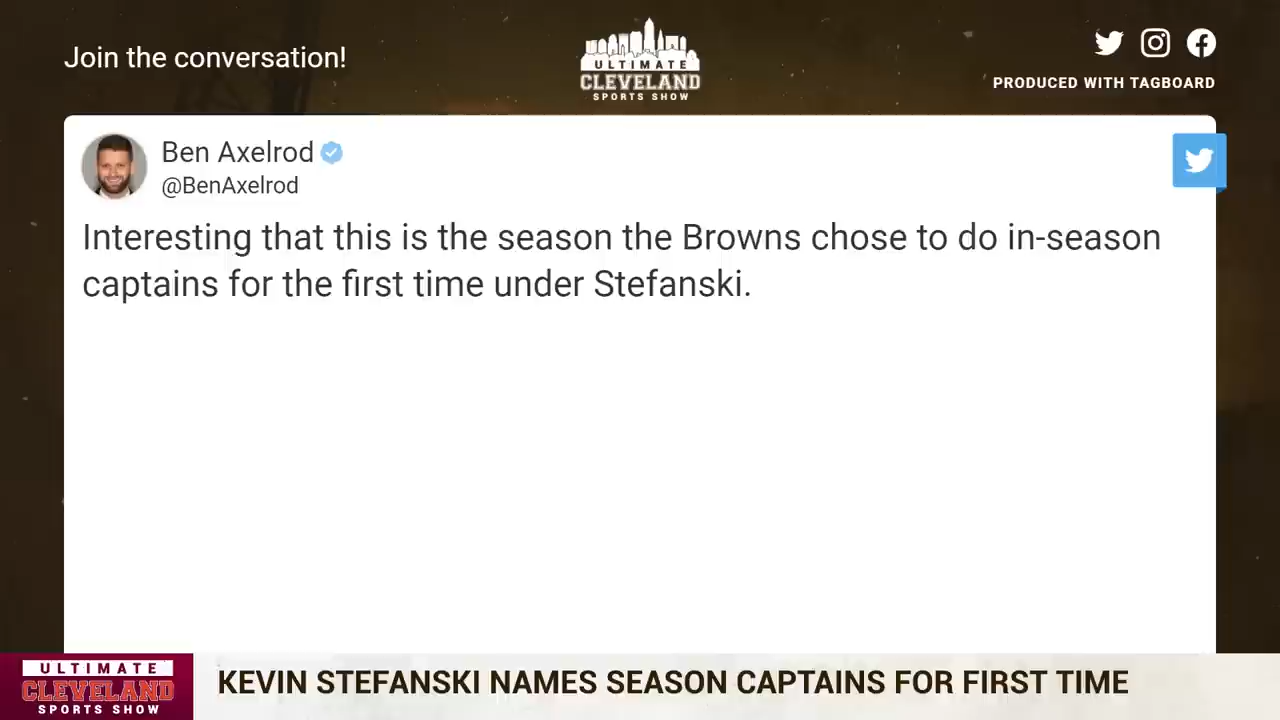 Join the conversation!
ULTIMATE
CLEVELAND
SPORTS SHOW
PRODUCED WITH TAGBOARD
Ben Axelrod
@BenAxelrod
Interesting that this is the season the Browns chose to do in-season
captains for the first time under Stefanski.
ULTIMATE
CLEVELAND
SPORTS SHOW
KEVIN STEFANSKI NAMES SEASON CAPTAINS FOR FIRST TIME